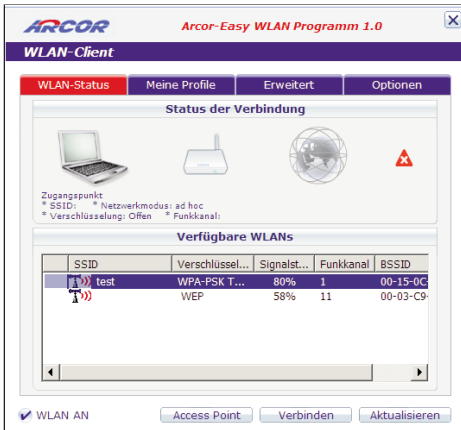 ARCOR
Arcor-Easy WLAN Programm 1.0
WLAN-Client
WLAN-Status Meine Profile Erweitert Optionen
Status der Verbindung
Zugangspunkt
* SSID: * Netzwerkmodus: ad hoc
* Verschlüsselung: Offen * Funkkanal:
Verfügbare WLANs
SSID Verschlüssel... Signalst... Funkkanal BSSID
test WPA-PSK T... 80% 1 00-15-0C-
WEP 58% 11 00-03-C9-
WLAN AN Access Point Verbinden Aktualisieren